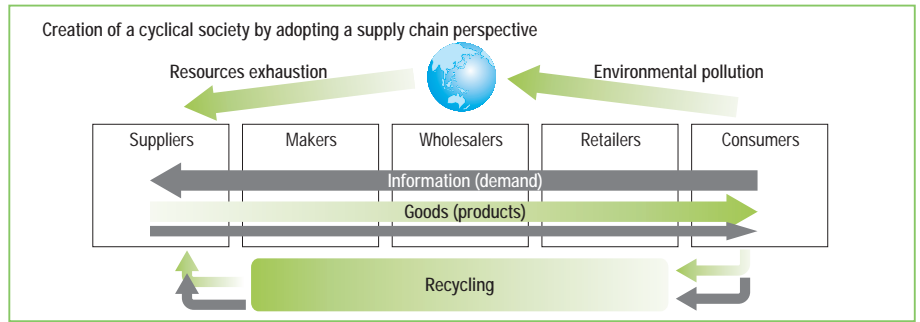 Creation of a cyclical society by adopting a supply chain perspective
Resources exhaustion
Environmental pollution
Suppliers
Makers
Wholesalers
Retailers
Consumers
Information (demand)
Goods (products)
Recycling